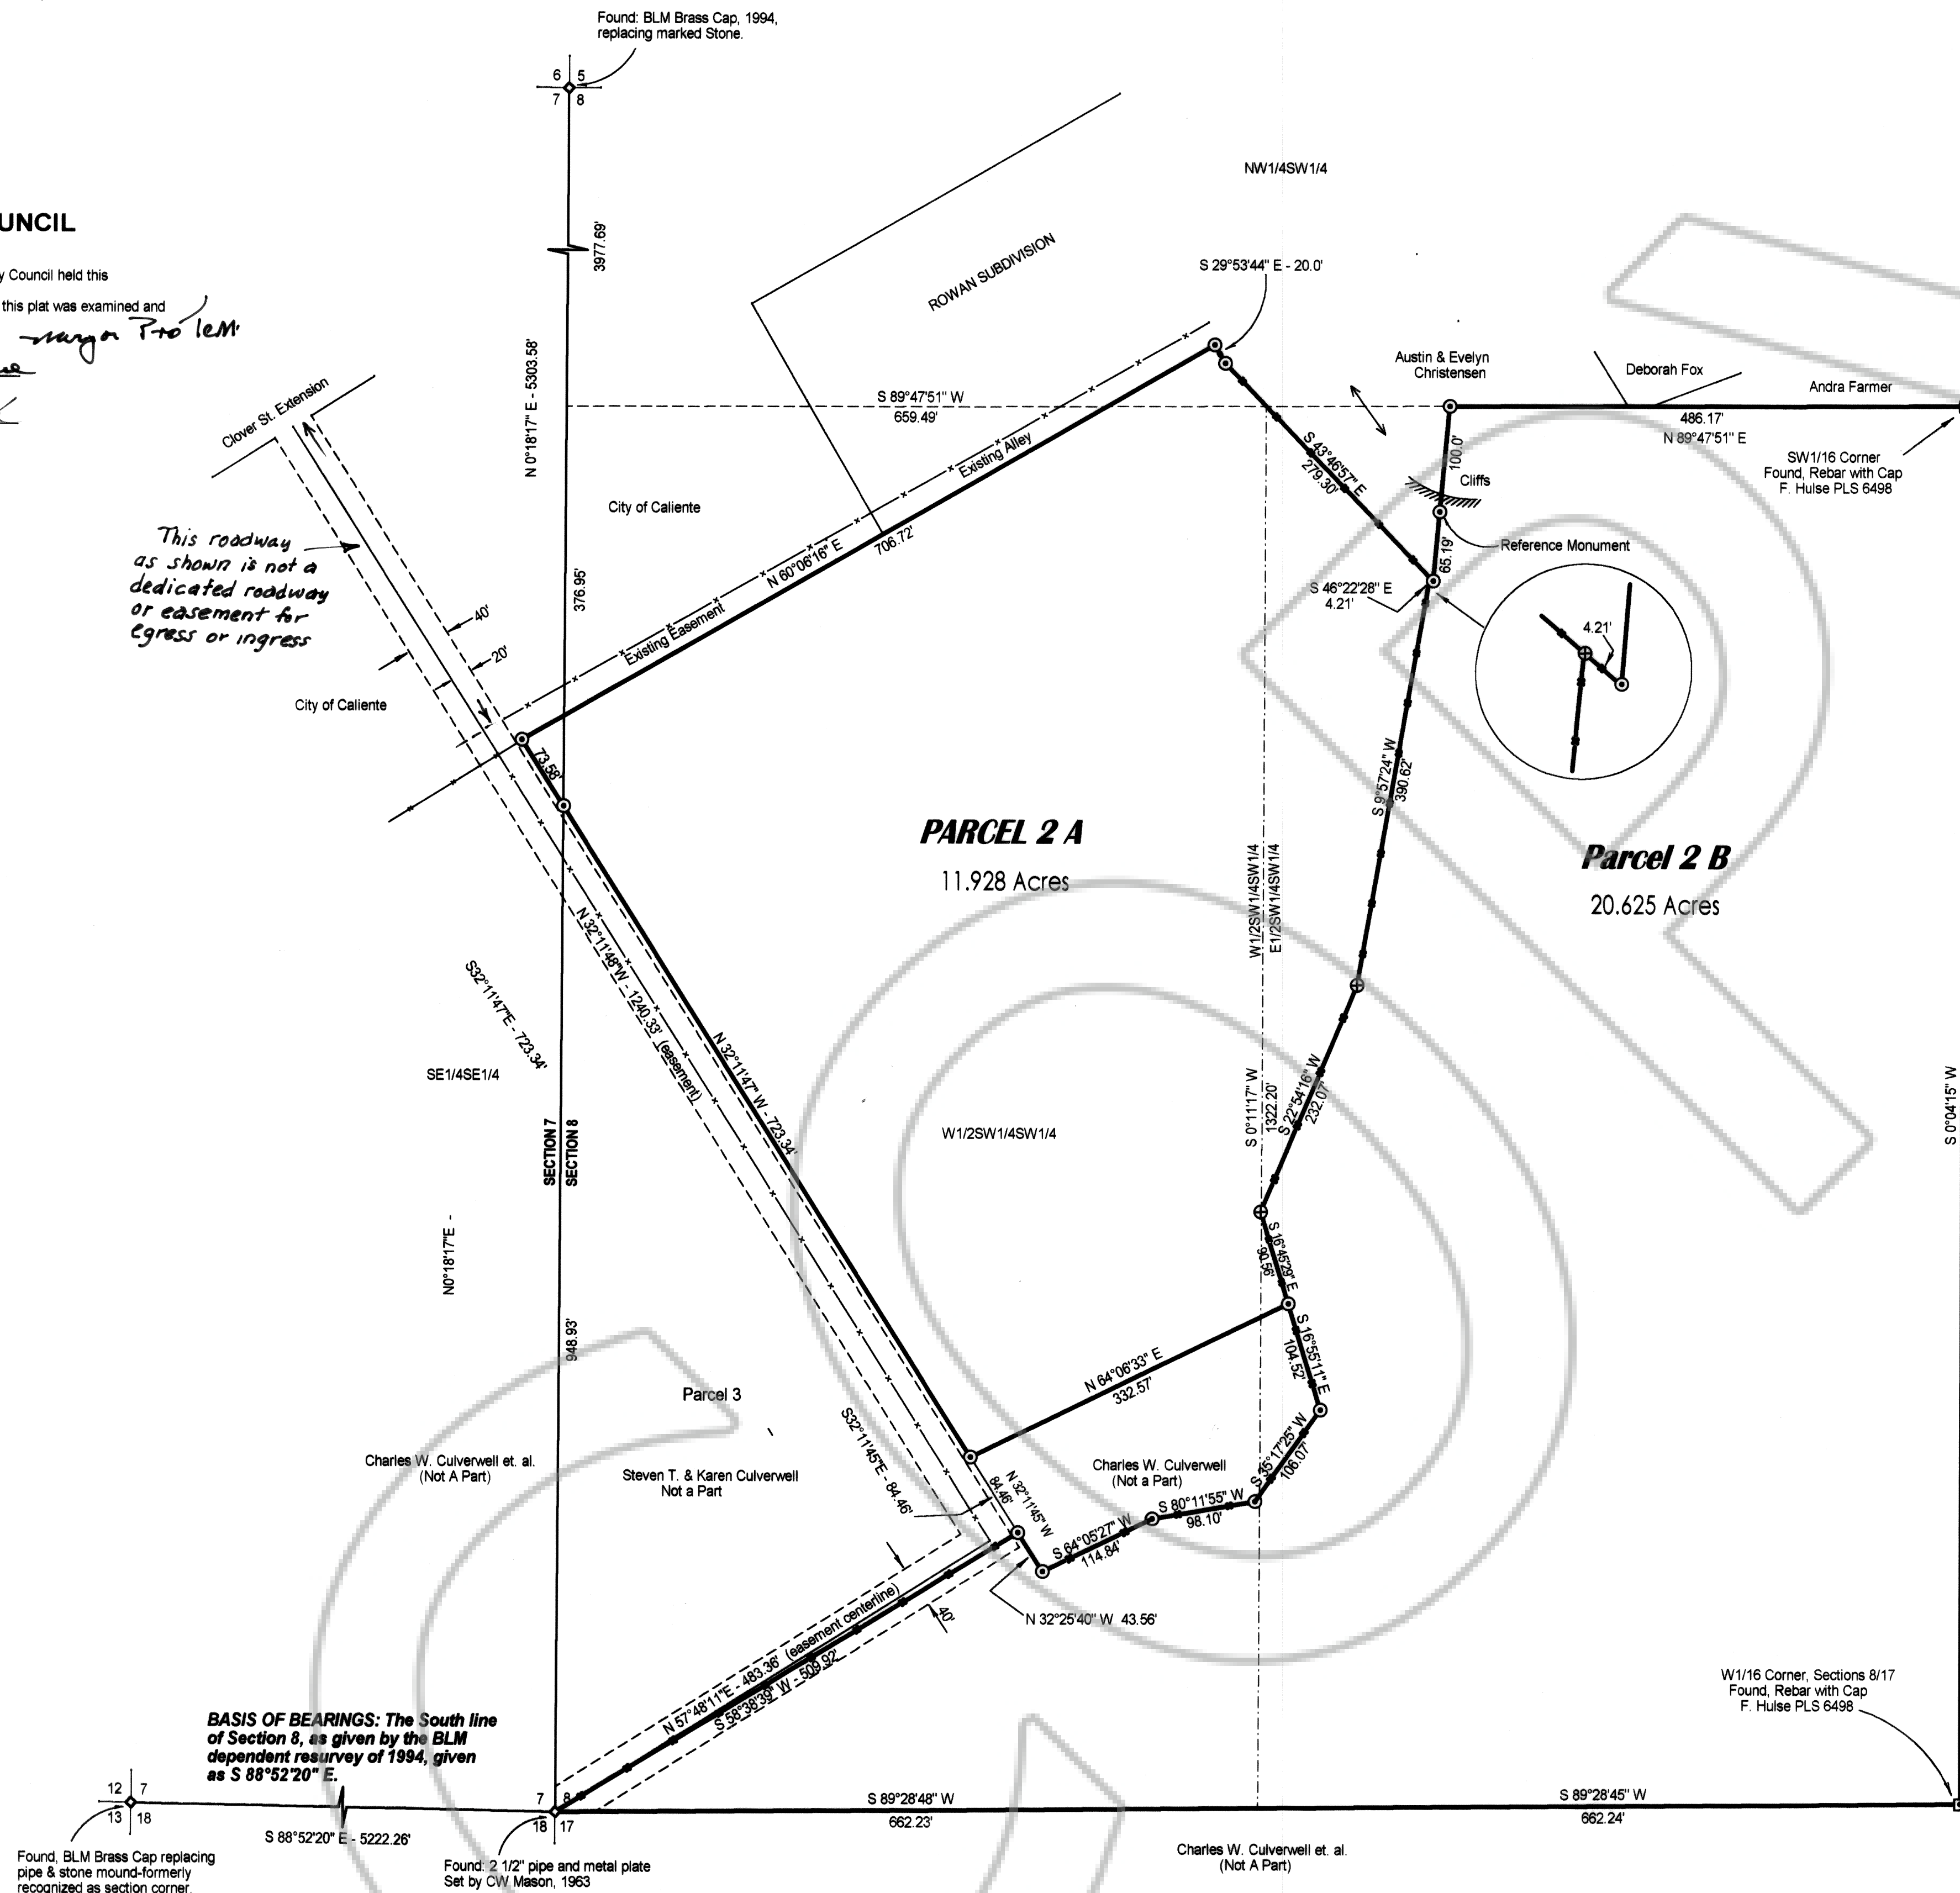 Found: BLM Brass Cap, 1994,
replacing marked Stone.
6 5
7 8
NW1/4SW1/4
UNCIL
y Council held this
this plat was examined and
Pro Tem
3977.69'
ROWAN SUBDIVISION
S 29°53'44" E - 20.0'
N 0°18'17" E - 5303.58'
Austin & Evelyn
Christensen
Deborah Fox
Andra Farmer
Clover St. Extension
S 89°47'51" W
659.49'
486.17'
N 89°47'51" E
Existing Alley
S 43°46'57" E
279.30'
100.0'
Cliffs
SW1/16 Corner
Found, Rebar with Cap
F. Hulse PLS 6498
City of Caliente
This roadway
as shown is not a
dedicated roadway
or easement for
egress or ingress
N 60°06'16" E
706.72'
Reference Monument
65.19'
S 46°22'28" E
4.21'
376.95'
40'
20'
Existing Easement
4.21'
City of Caliente
73.58'
S 9°57'24" W
390.62'
PARCEL 2 A
11.928 Acres
Parcel 2 B
20.625 Acres
W1/2SW1/4SW1/4
E1/2SW1/4SW1/4
N 32°11'48" W - 1240.33' (easement)
S32°11'47"E - 723.34'
SE1/4SE1/4
N 32°11'47" W - 723.34'
S 0°11'17" W
1322.20'
S 22°54'16" W
232.07'
S 0°04'15" W
SECTION 7
SECTION 8
W1/2SW1/4SW1/4
N0°18'17"E -
S 16°45'29" E
90.56'
948.93'
S 16°55'11" E
104.52'
N 64°06'33" E
332.57'
Parcel 3
S32°11'45"E - 84.46'
Charles W. Culverwell et. al.
(Not A Part)
Steven T. & Karen Culverwell
Not a Part
N 32°11'45" W
84.46'
Charles W. Culverwell
(Not a Part)
S 35°17'25" W
106.07'
S 80°11'55" W
98.10'
S 64°05'27" W
114.84'
N 32°25'40" W 43.56'
40'
N 57°48'11"E - 483.36' (easement centerline)
S 58°38'39" W - 509.92'
W1/16 Corner, Sections 8/17
Found, Rebar with Cap
F. Hulse PLS 6498
BASIS OF BEARINGS: The South line
of Section 8, as given by the BLM
dependent resurvey of 1994, given
as S 88°52'20" E.
12 7
13 18
7 8
18 17
S 89°28'48" W
662.23'
S 89°28'45" W
662.24'
S 88°52'20" E - 5222.26'
Found, BLM Brass Cap replacing
pipe & stone mound-formerly
recognized as section corner.
Found: 2 1/2" pipe and metal plate
Set by CW Mason, 1963
Charles W. Culverwell et. al.
(Not A Part)